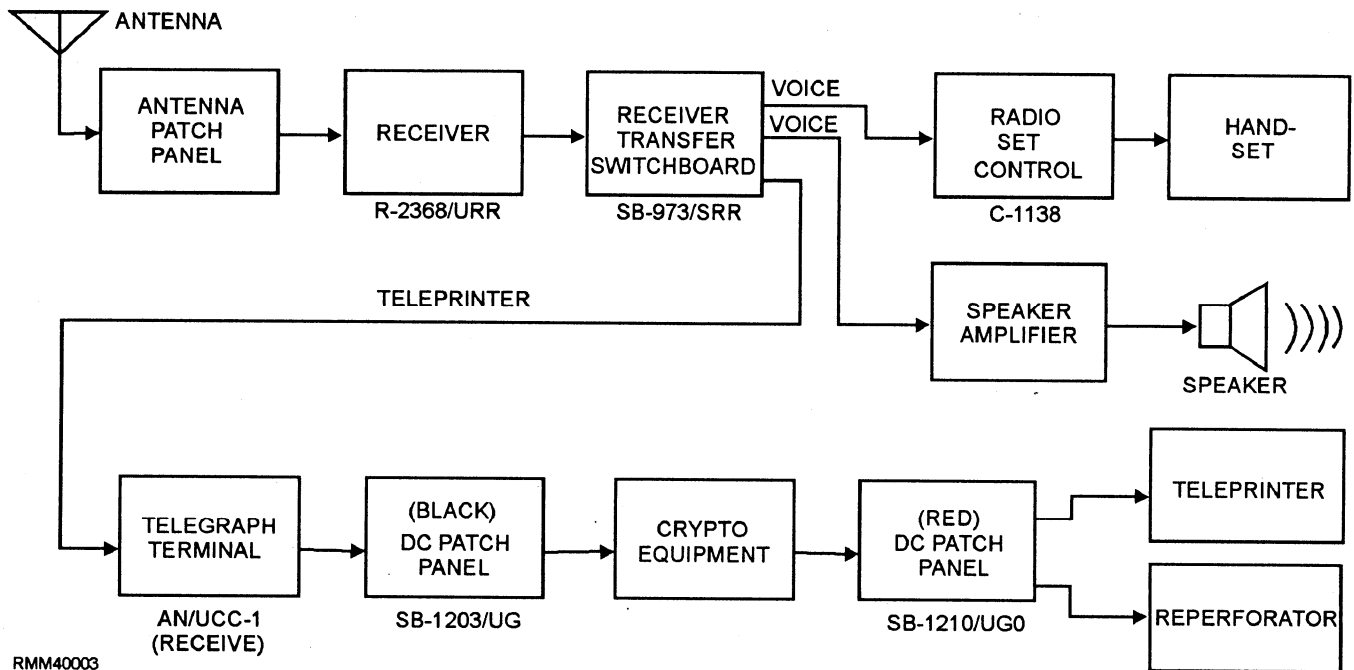 ANTENNA
ANTENNA
PATCH
PANEL
RECEIVER
R-2368/URR
RECEIVER
TRANSFER
SWITCHBOARD
SB-973/SRR
VOICE
VOICE
RADIO
SET
CONTROL
C-1138
HAND-
SET
TELEPRINTER
SPEAKER
AMPLIFIER
SPEAKER
TELEGRAPH
TERMINAL
AN/UCC-1
(RECEIVE)
(BLACK)
DC PATCH
PANEL
SB-1203/UG
CRYPTO
EQUIPMENT
(RED)
DC PATCH
PANEL
SB-1210/UG0
TELEPRINTER
REPERFORATOR
RMM40003